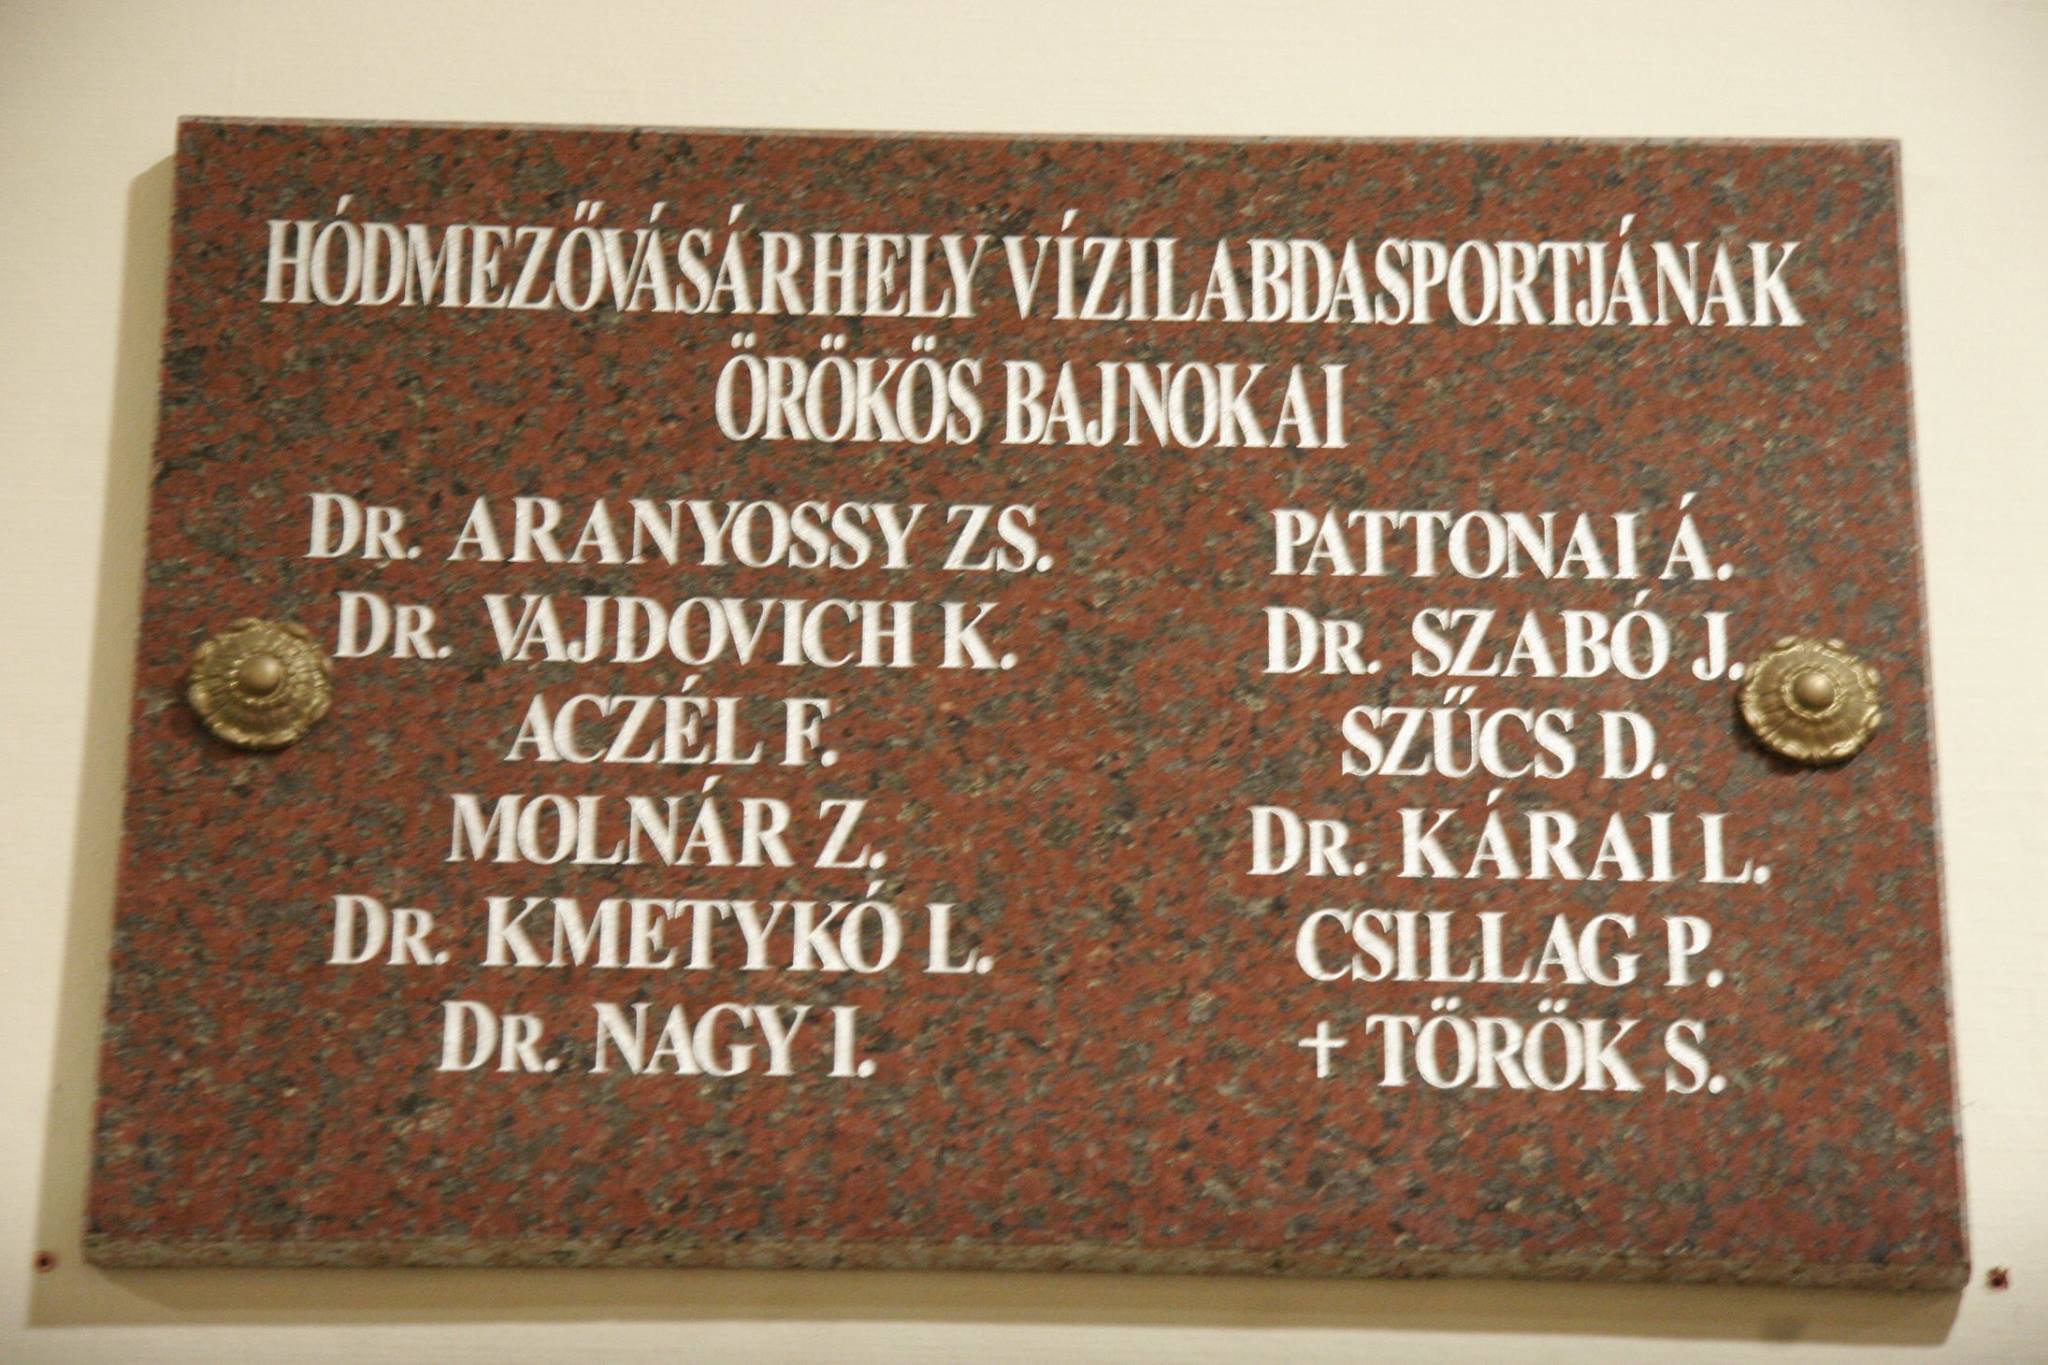 HÓDMEZŐVÁSÁRHELY VÍZILABDASPORTJÁNAK
ÖRÖKÖS BAJNOKAI
DR. ARANYOSSY ZS.
DR. VAJDOVICH K.
ACZÉL F.
MOLNÁR Z.
DR. KMETYKÓ L.
DR. NAGY I.
PATTONAI Á.
DR. SZABÓ J.
SZŰCS D.
DR. KÁRAI L.
CSILLAG P.
+ TÖRÖK S.